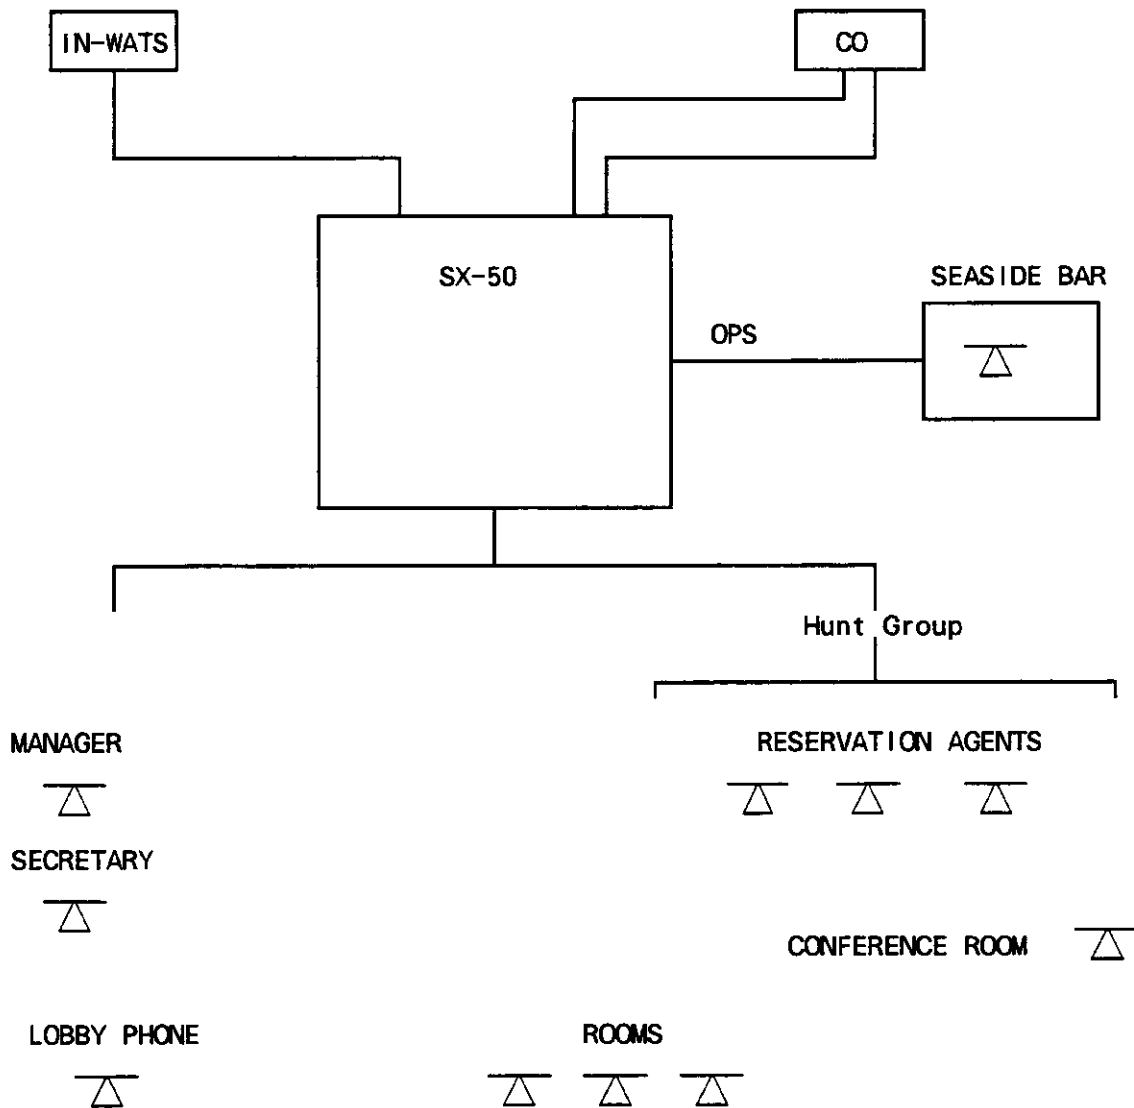 IN-WATS
CO
SX-50
SEASIDE BAR
OPS
Hunt Group
MANAGER
RESERVATION AGENTS
SECRETARY
CONFERENCE ROOM
LOBBY PHONE
ROOMS